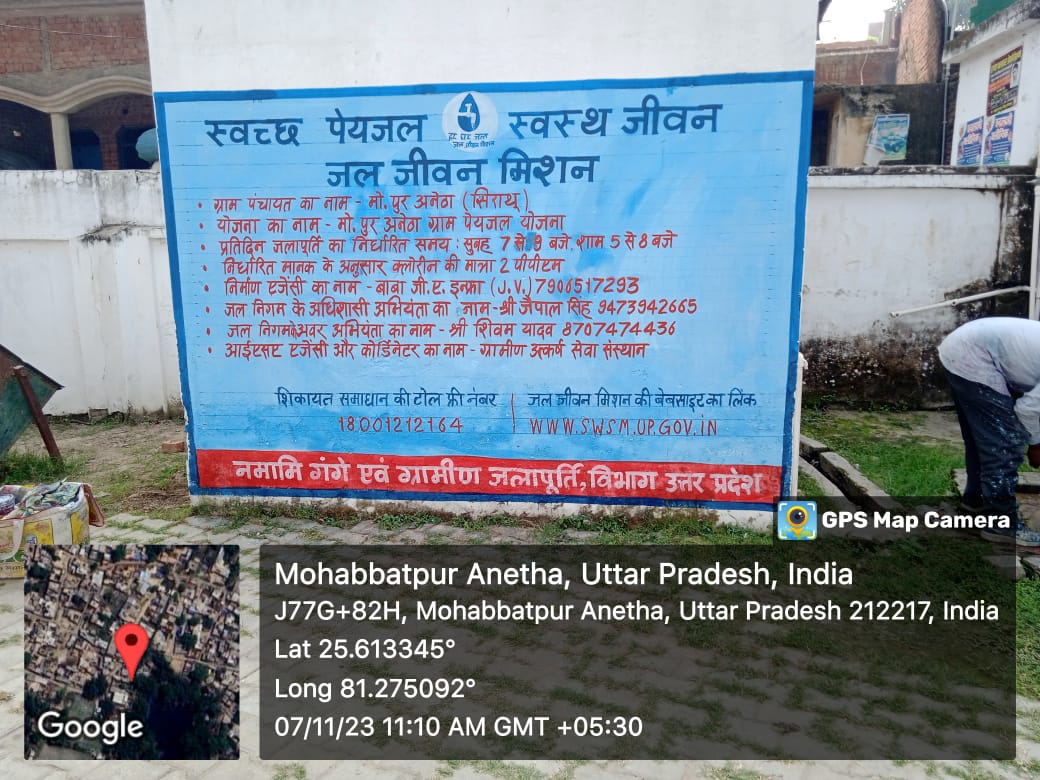 स्वच्छ पेयजल स्वस्थ जीवन
हर घर जल
जल जीवन मिशन
जल जीवन मिशन
• ग्राम पंचायत का नाम - मो. पुर अनेठा (सिराथू)
• योजना का नाम - मो. पुर अनेठा ग्राम पेयजल योजना
• प्रतिदिन जलापूर्ति का निर्धारित समय : सुबह 7 से 9 बजे, शाम 5 से 8 बजे
• निर्धारित मानक के अनुसार क्लोरीन की मात्रा 2 पीपीएम
• निर्माण एजेंसी का नाम - बाबा जी.ए. इन्फ्रा (J.V.) 7906517293
• जल निगम के अधिशासी अभियंता का नाम - श्री जैपाल सिंह 9473942665
• जल निगम के अवर अभियंता का नाम - श्री शिवम यादव 8707474436
• आईएसए एजेंसी और कोर्डिनेटर का नाम - ग्रामीण उत्कर्ष सेवा संस्थान
शिकायत समाधान की टोल फ्री नंबर | जल जीवन मिशन की बेबसाइट का लिंक
18001212164 | WWW.SWSM.UP.GOV.IN
नमामि गंगे एवं ग्रामीण जलापूर्ति, विभाग उत्तर प्रदेश
GPS Map Camera
Mohabbatpur Anetha, Uttar Pradesh, India
J77G+82H, Mohabbatpur Anetha, Uttar Pradesh 212217, India
Lat 25.613345°
Long 81.275092°
07/11/23 11:10 AM GMT +05:30
Google